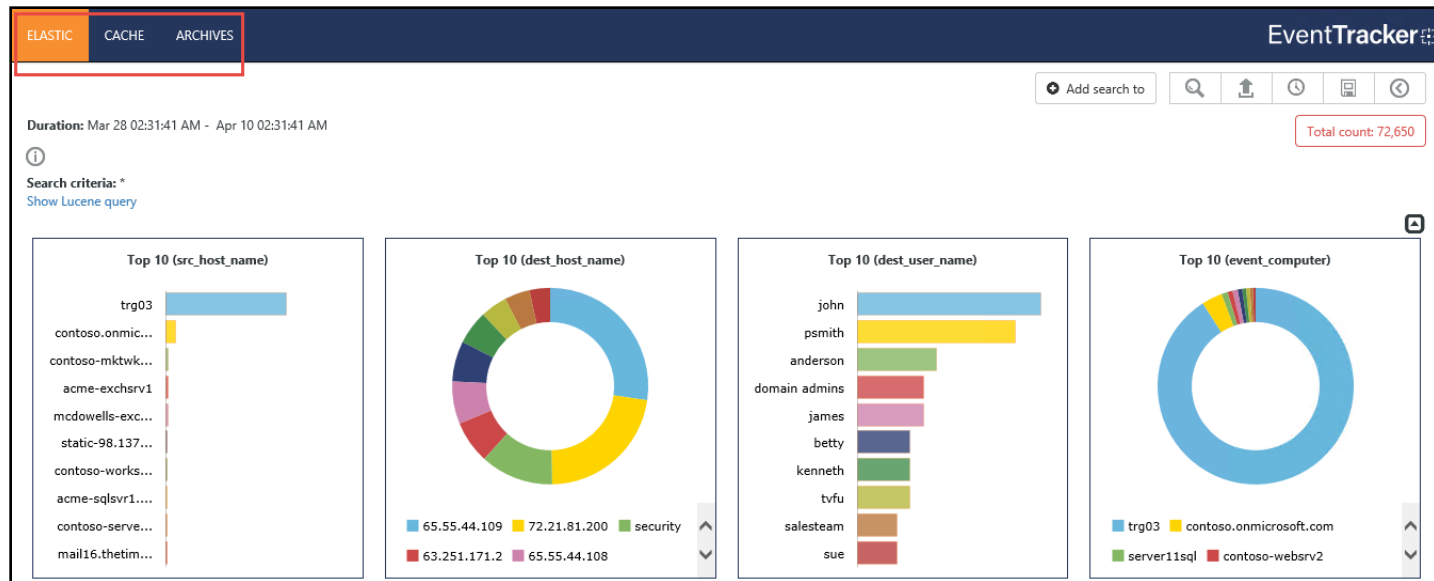 ELASTIC CACHE ARCHIVES
EventTracker
Add search to
Duration: Mar 28 02:31:41 AM - Apr 10 02:31:41 AM
Total count: 72,650
Search criteria: *
Show Lucene query
Top 10 (src_host_name)
trg03
contoso.onmic...
contoso-mktwk...
acme-exchsrv1
mcdowells-exc...
static-98.137...
contoso-works...
acme-sqlsvr1....
contoso-serve...
mail16.thetim...
Top 10 (dest_host_name)
65.55.44.109 72.21.81.200 security
63.251.171.2 65.55.44.108
Top 10 (dest_user_name)
john
psmith
anderson
domain admins
james
betty
kenneth
tvfu
salesteam
sue
Top 10 (event_computer)
trg03 contoso.onmicrosoft.com
server11sql contoso-websrv2